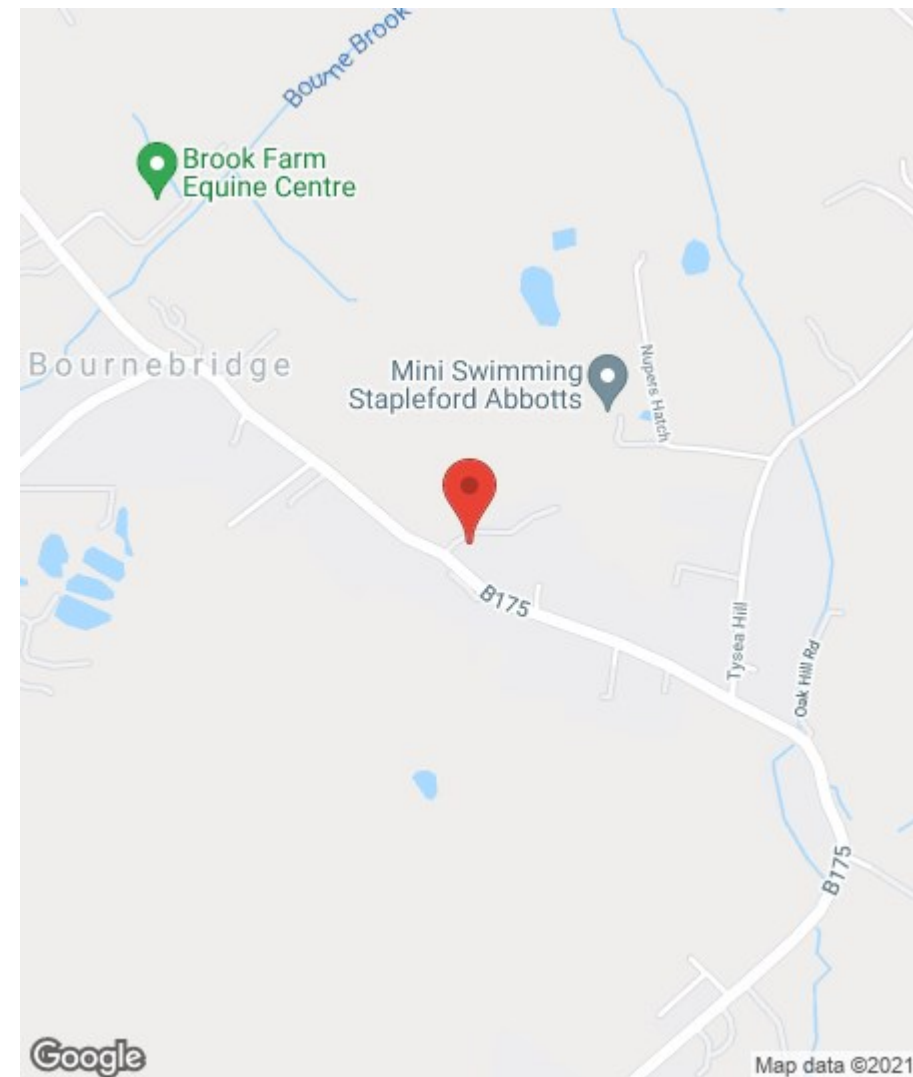 Bourne Brook
Brook Farm
Equine Centre
Bournebridge
Mini Swimming
Stapleford Abbotts
Nupers Hatch
B175
Tysea Hill
Oak Hill Rd
B175
Google
Map data ©2021